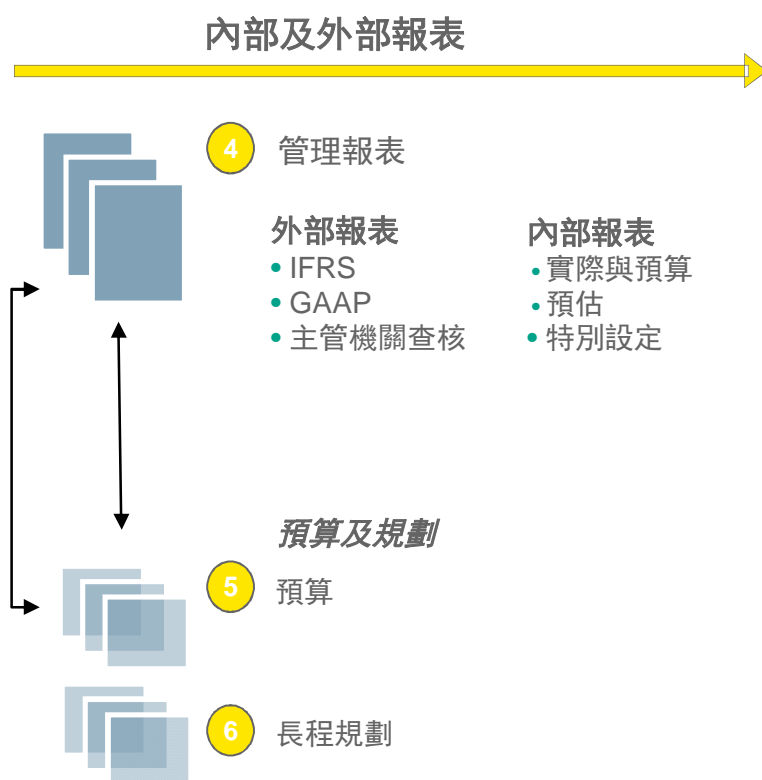 內部及外部報表
4 管理報表
外部報表
• IFRS
• GAAP
• 主管機關查核
內部報表
• 實際與預算
• 預估
• 特別設定
預算及規劃
5 預算
6 長程規劃